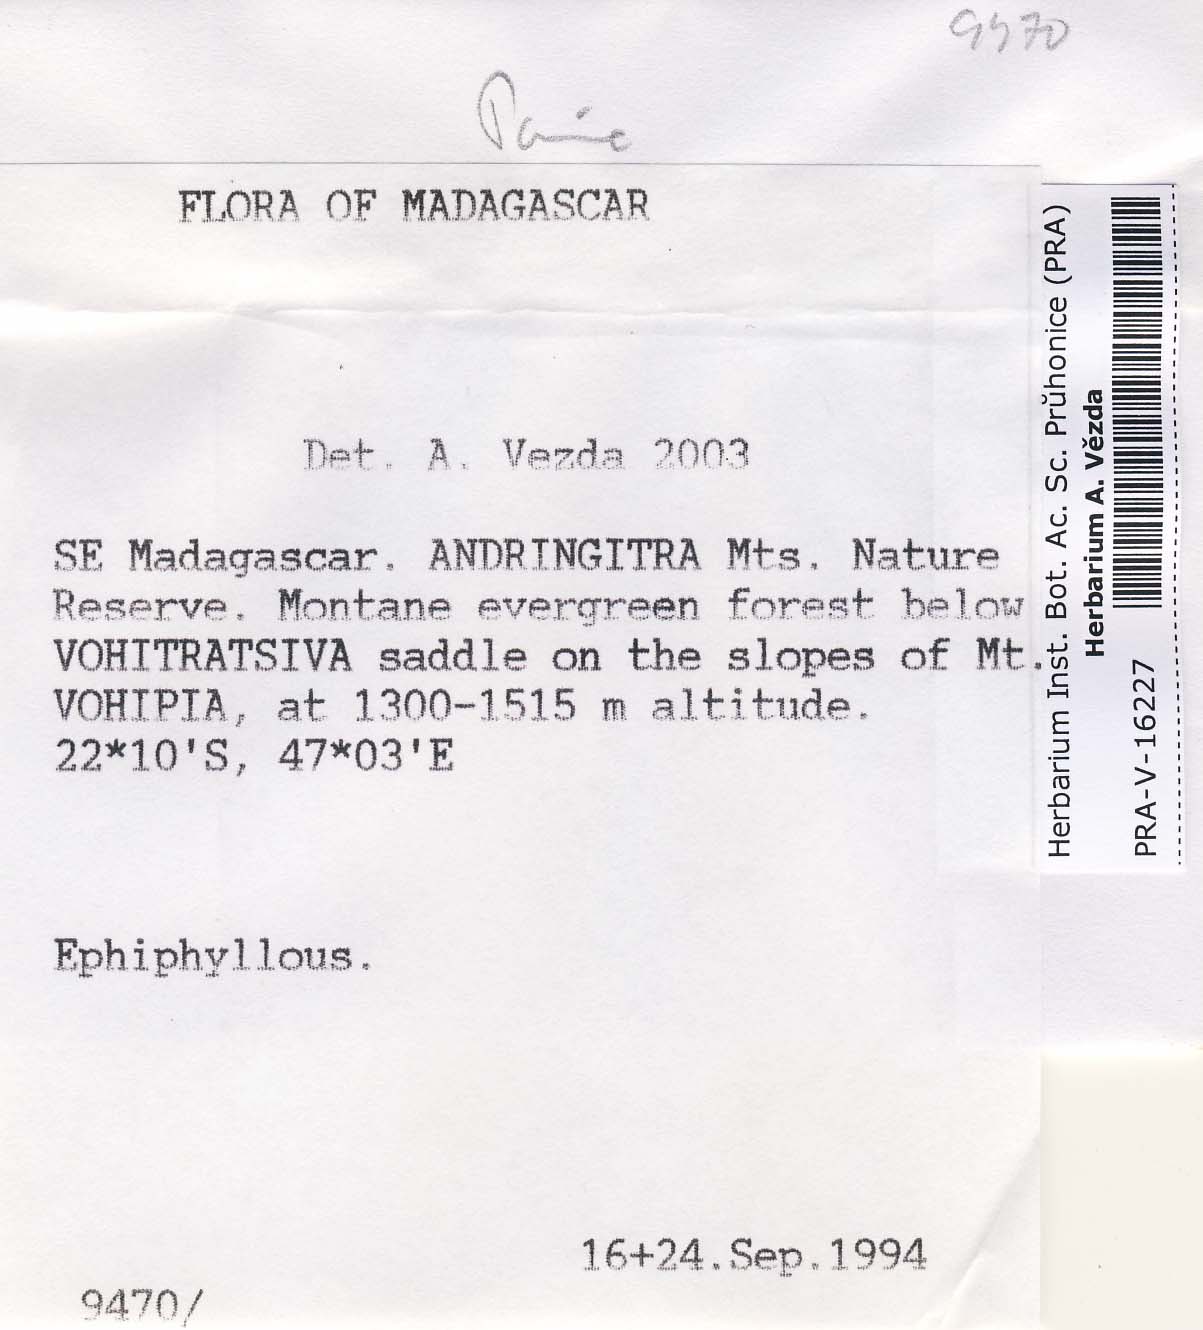 9470
FLORA OF MADAGASCAR
Det. A. Vezda 2003
SE Madagascar. ANDRINGITRA Mts. Nature
Reserve. Montane evergreen forest below
VOHITRATSIVA saddle on the slopes of Mt.
VOHIPIA, at 1300-1515 m altitude.
22*10'S, 47*03'E
Ephiphyllous.
16+24.Sep.1994
9470/
Herbarium Inst. Bot. Ac. Sc. Průhonice (PRA)
Herbarium A. Vězda
PRA-V-16227